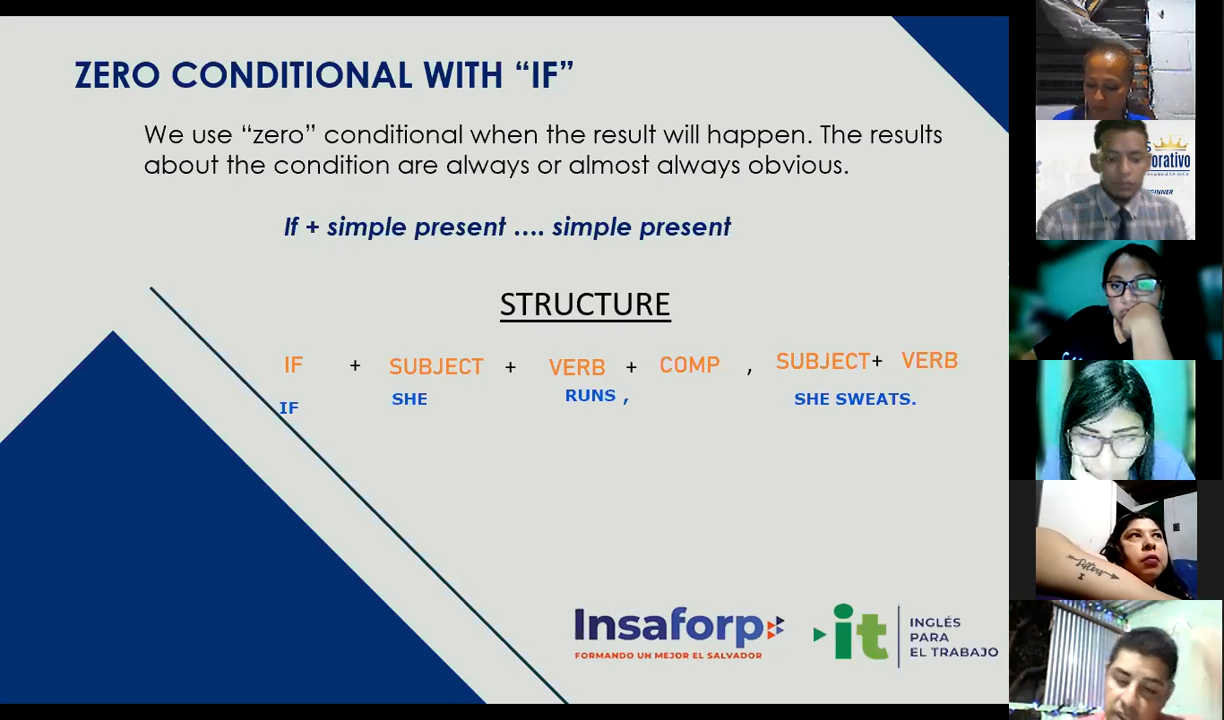 ZERO CONDITIONAL WITH “IF”
We use “zero” conditional when the result will happen. The results
about the condition are always or almost always obvious.
If + simple present .... simple present
STRUCTURE
IF + SUBJECT + VERB + COMP , SUBJECT+ VERB
IF SHE RUNS , SHE SWEATS.
Insaforp
FORMANDO UN MEJOR EL SALVADOR
it
INGLÉS
PARA
EL TRABAJO
orativo